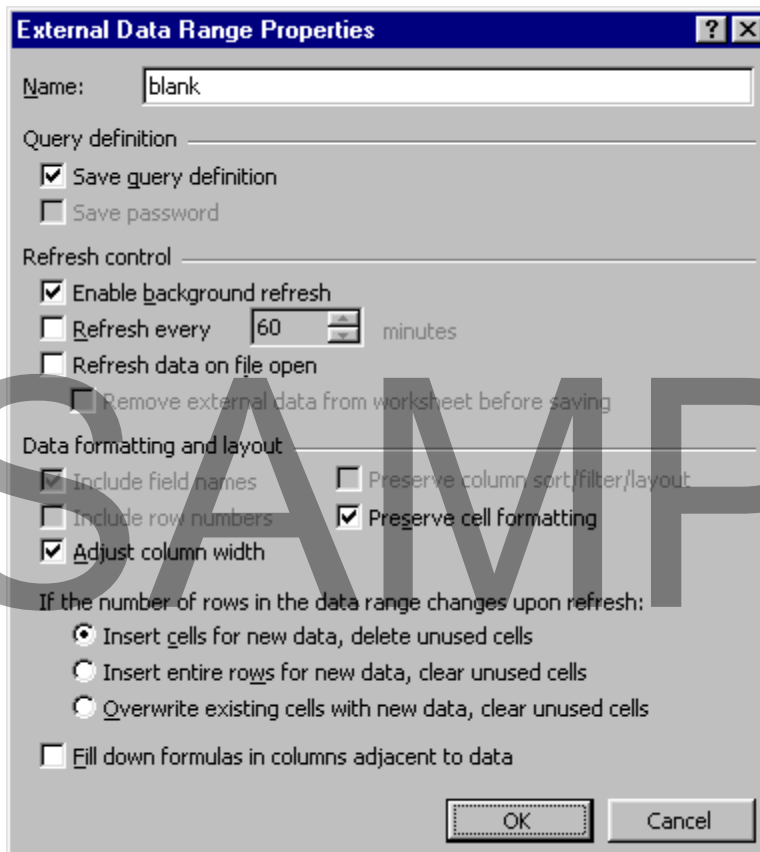 External Data Range Properties
Name: blank
Query definition
Save query definition
Save password
Refresh control
Enable background refresh
Refresh every 60 minutes
Refresh data on file open
Remove external data from worksheet before saving
Data formatting and layout
Include field names Preserve column sort/filter/layout
Include row numbers Preserve cell formatting
Adjust column width
If the number of rows in the data range changes upon refresh:
Insert cells for new data, delete unused cells
Insert entire rows for new data, clear unused cells
Overwrite existing cells with new data, clear unused cells
Fill down formulas in columns adjacent to data
OK Cancel
SAMP